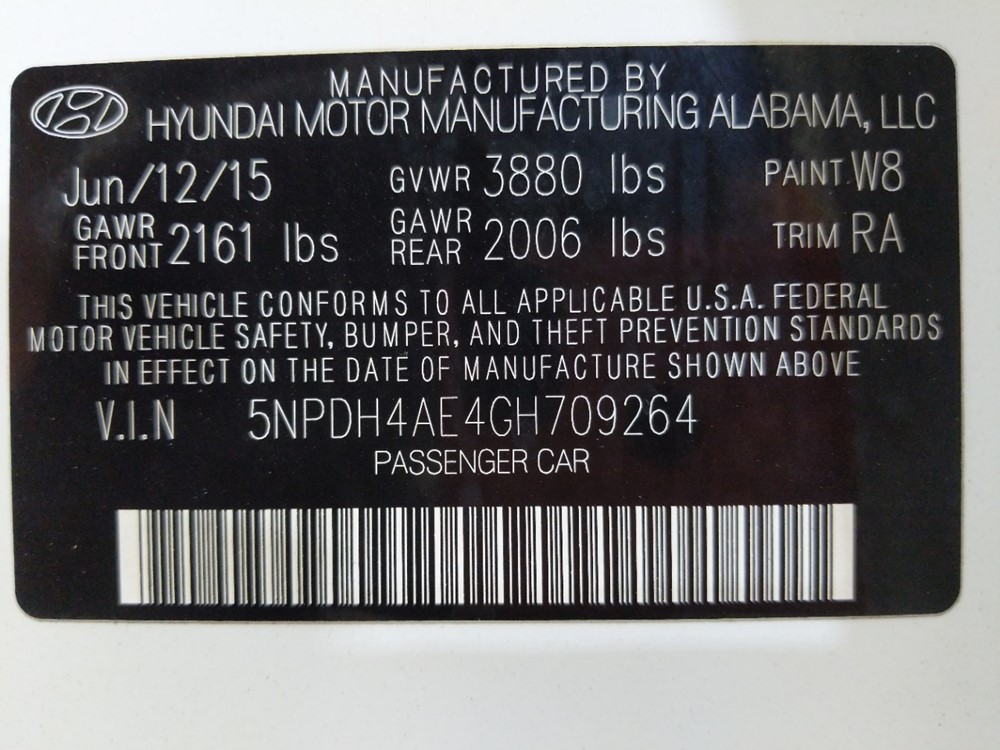 MANUFACTURED BY
HYUNDAI MOTOR MANUFACTURING ALABAMA, LLC
Jun/12/15 GVWR 3880 lbs PAINT W8
GAWR FRONT 2161 lbs GAWR REAR 2006 lbs TRIM RA
THIS VEHICLE CONFORMS TO ALL APPLICABLE U.S.A. FEDERAL
MOTOR VEHICLE SAFETY, BUMPER, AND THEFT PREVENTION STANDARDS
IN EFFECT ON THE DATE OF MANUFACTURE SHOWN ABOVE
V.I.N 5NPDH4AE4GH709264
PASSENGER CAR